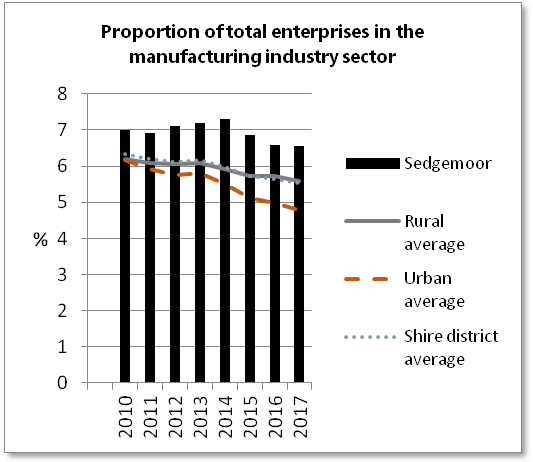 Proportion of total enterprises in the
manufacturing industry sector
8
7
6
5
4
3
2
1
0
%
2010
2011
2012
2013
2014
2015
2016
2017
Sedgemoor
Rural
average
Urban
average
Shire district
average